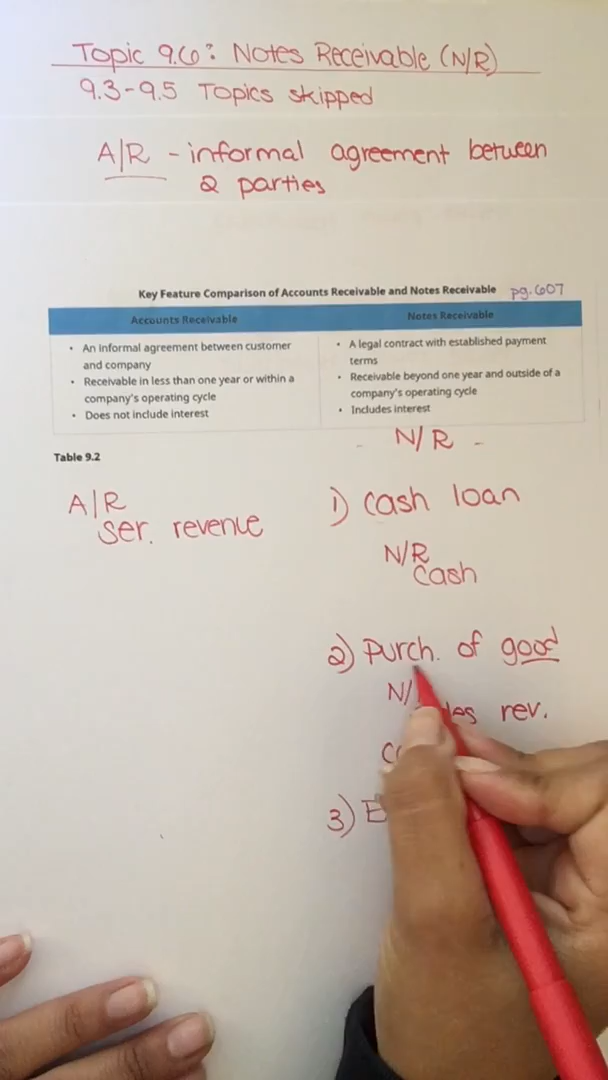 Topic 9.6: Notes Receivable (N/R)
9.3-9.5 Topics skipped
A/R - informal agreement between
2 parties
Key Feature Comparison of Accounts Receivable and Notes Receivable pg.607
Accounts Receivable
• An informal agreement between customer
and company
• Receivable in less than one year or within a
company's operating cycle
• Does not include interest
Notes Receivable
• A legal contract with established payment
terms
• Receivable beyond one year and outside of a
company's operating cycle
• Includes interest
Table 9.2
A/R
Ser. revenue
- N/R -
1) Cash loan
N/R
Cash
2) Purch. of good
N/
rev.
3) E